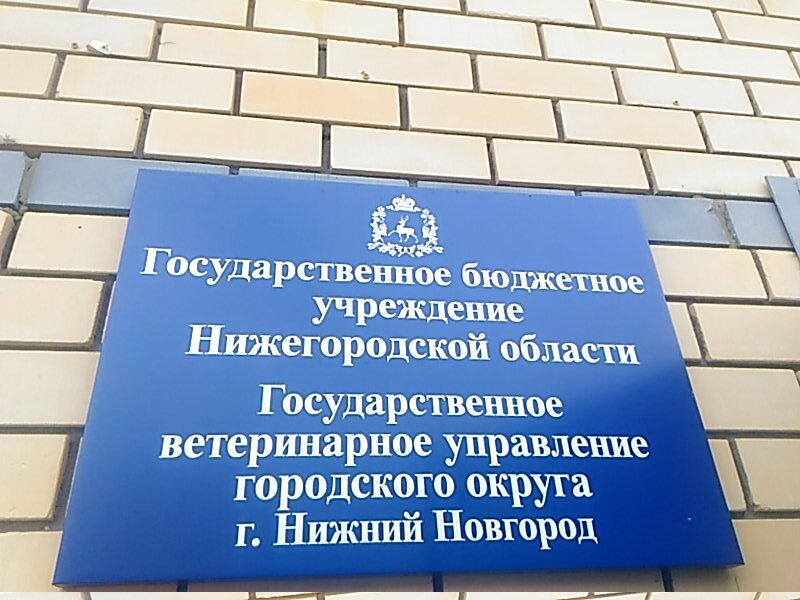 Государственное бюджетное
учреждение
Нижегородской области
Государственное
ветеринарное управление
городского округа
г. Нижний Новгород